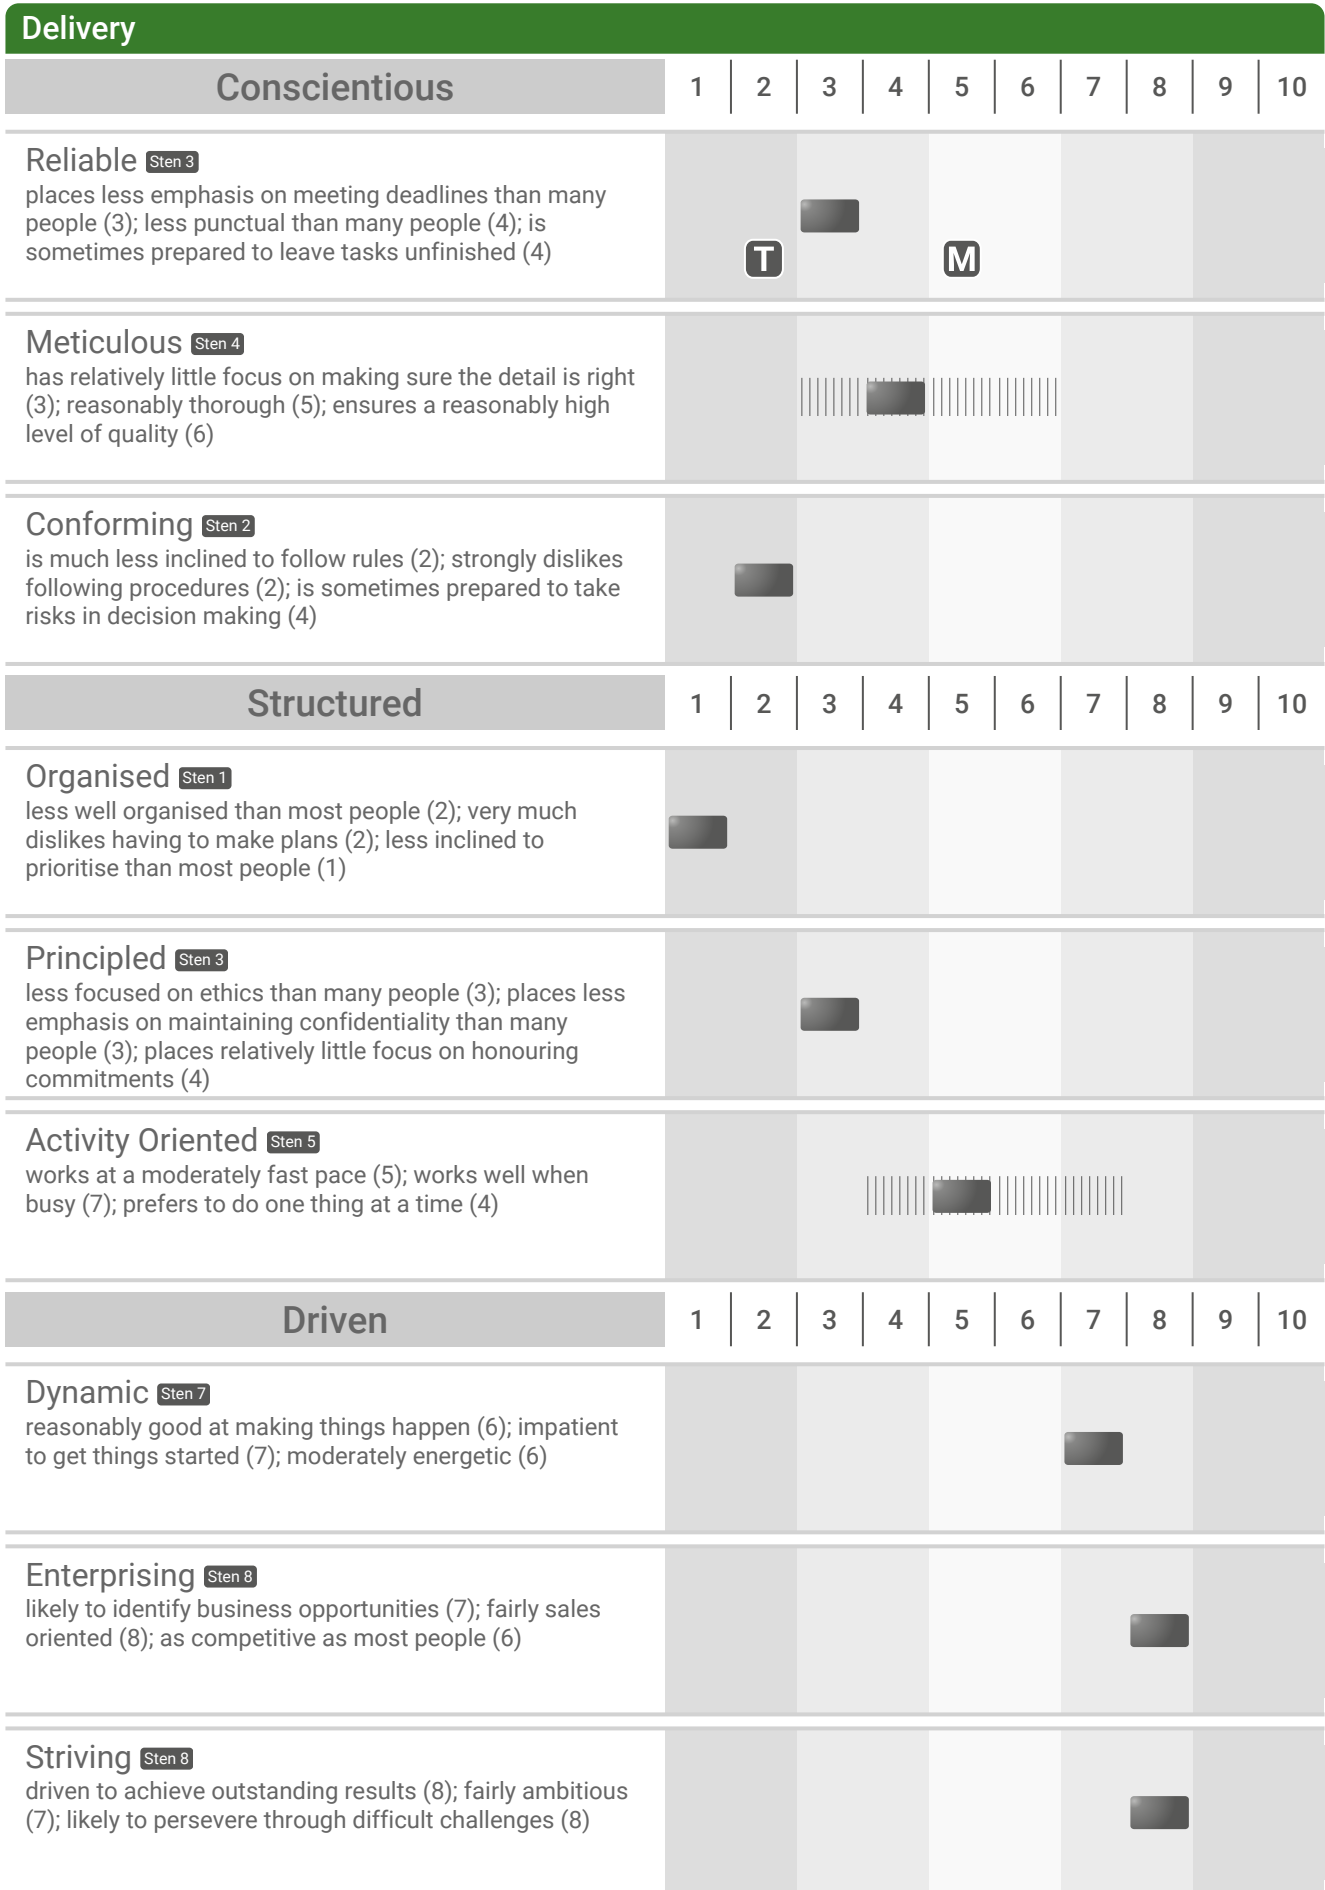 Delivery
Conscientious 1 2 3 4 5 6 7 8 9 10
Reliable Sten 3
places less emphasis on meeting deadlines than many
people (3); less punctual than many people (4); is
sometimes prepared to leave tasks unfinished (4)
T M
Meticulous Sten 4
has relatively little focus on making sure the detail is right
(3); reasonably thorough (5); ensures a reasonably high
level of quality (6)
Conforming Sten 2
is much less inclined to follow rules (2); strongly dislikes
following procedures (2); is sometimes prepared to take
risks in decision making (4)
Structured 1 2 3 4 5 6 7 8 9 10
Organised Sten 1
less well organised than most people (2); very much
dislikes having to make plans (2); less inclined to
prioritise than most people (1)
Principled Sten 3
less focused on ethics than many people (3); places less
emphasis on maintaining confidentiality than many
people (3); places relatively little focus on honouring
commitments (4)
Activity Oriented Sten 5
works at a moderately fast pace (5); works well when
busy (7); prefers to do one thing at a time (4)
Driven 1 2 3 4 5 6 7 8 9 10
Dynamic Sten 7
reasonably good at making things happen (6); impatient
to get things started (7); moderately energetic (6)
Enterprising Sten 8
likely to identify business opportunities (7); fairly sales
oriented (8); as competitive as most people (6)
Striving Sten 8
driven to achieve outstanding results (8); fairly ambitious
(7); likely to persevere through difficult challenges (8)